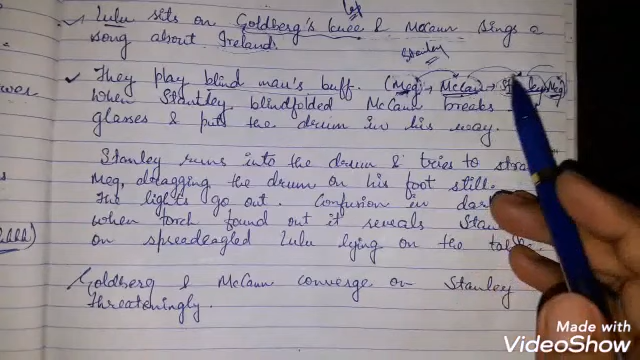 lap
Lulu sits on Goldberg's knee & McCann sings a
song about Ireland
Stanley
They play blind man's buff. (Meg → McCann → Meg)
When Stanley blindfolded McCann breaks
glasses & puts the drum in his way.
Stanley runs into the drum & tries to
Meg, dragging the drum on his foot still.
The lights go out. Confusion in
when torch found out it reveals
on spreadeagled Lulu lying on the
Goldberg & McCann converge on Stanley
threateningly.
Made with
VideoShow